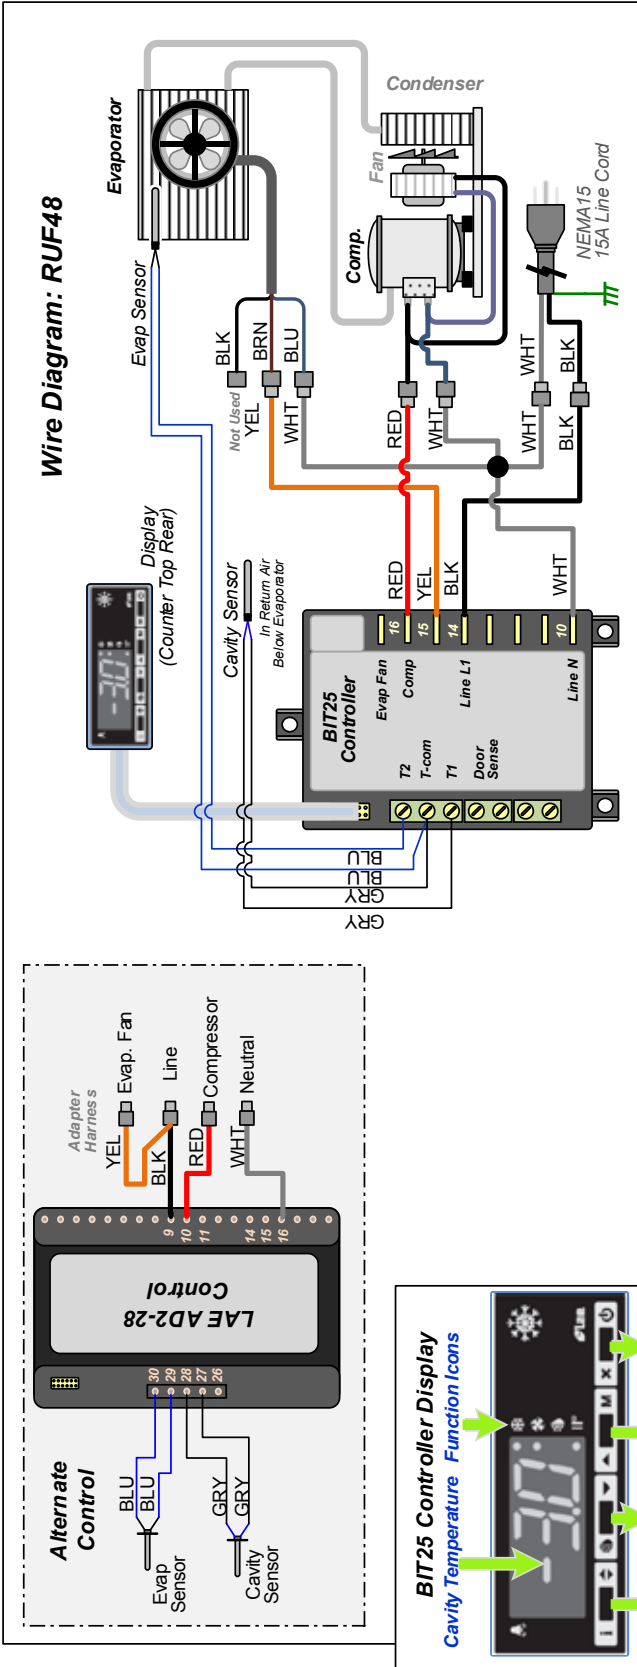 Wire Diagram: RUF48
Evaporator
Condenser
Fan
Comp.
NEMA15
15A Line Cord
Evap Sensor
BLK
BRN
BLU
Not Used
YEL
WHT
RED
WHT
WHT
BLK
WHT
BLK
Display
(Counter Top Rear)
-30
Cavity Sensor
In Return Air
Below Evaporator
RED
YEL
BLK
WHT
BIT25
Controller
16
15
14
10
Evap Fan
Comp
Line L1
Line N
T2
T-com
T1
Door
Sense
BLU
BLU
GRY
GRY
Alternate
Control
Adapter
Harness
YEL
Evap. Fan
BLK
Line
RED
Compressor
WHT
Neutral
LAE AD2-28
Control
9
10
11
14
15
16
30
29
28
27
26
BLU
BLU
GRY
GRY
Evap
Sensor
Cavity
Sensor
BIT25 Controller Display
Cavity Temperature
Function Icons
-30
i
M
X